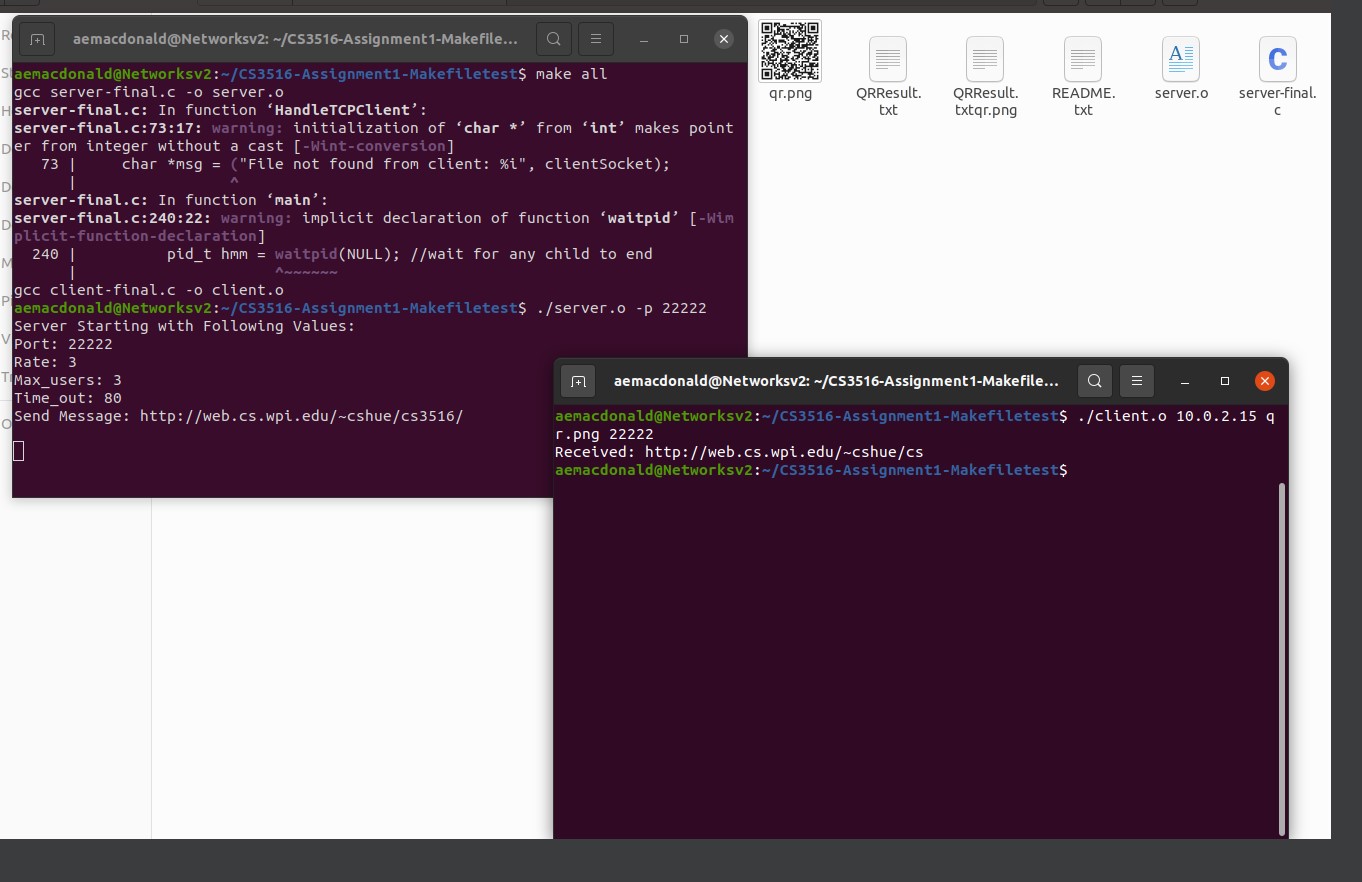 aemacdonald@Networksv2: ~/CS3516-Assignment1-Makefile...
aemacdonald@Networksv2:~/CS3516-Assignment1-Makefiletest$ make all
gcc server-final.c -o server.o
server-final.c: In function ‘HandleTCPClient’:
server-final.c:73:17: warning: initialization of ‘char *’ from ‘int’ makes point
er from integer without a cast [-Wint-conversion]
   73 |     char *msg = ("File not found from client: %i", clientSocket);
      |                 ^
server-final.c: In function ‘main’:
server-final.c:240:22: warning: implicit declaration of function ‘waitpid’ [-Wim
plicit-function-declaration]
  240 |          pid_t hmm = waitpid(NULL); //wait for any child to end
      |                      ^~~~~~~
gcc client-final.c -o client.o
aemacdonald@Networksv2:~/CS3516-Assignment1-Makefiletest$ ./server.o -p 22222
Server Starting with Following Values:
Port: 22222
Rate: 3
Max_users: 3
Time_out: 80
Send Message: http://web.cs.wpi.edu/~cshue/cs3516/
qr.png
QRResult.
txt
QRResult.
txtqr.png
README.
txt
server.o
server-final.
c
aemacdonald@Networksv2: ~/CS3516-Assignment1-Makefile...
aemacdonald@Networksv2:~/CS3516-Assignment1-Makefiletest$ ./client.o 10.0.2.15 q
r.png 22222
Received: http://web.cs.wpi.edu/~cshue/cs
aemacdonald@Networksv2:~/CS3516-Assignment1-Makefiletest$